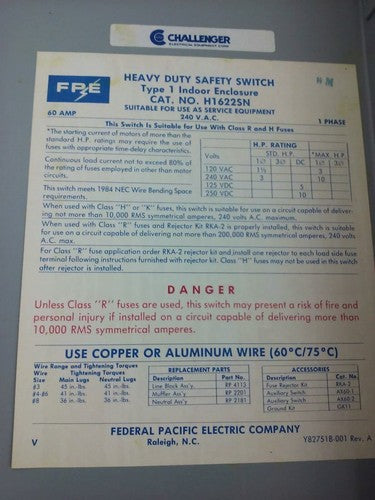 CHALLENGER
ELECTRICAL EQUIPMENT CORP
FPE
HEAVY DUTY SAFETY SWITCH
Type 1 Indoor Enclosure
CAT. NO. H1622SN
SUITABLE FOR USE AS SERVICE EQUIPMENT
60 AMP 240 V.A.C. 1 PHASE
This Switch is Suitable for Use With Class R and H Fuses
*The starting current of motors of more than the
standard H.P. ratings may require the use of
fuses with appropriate time-delay characteristics.
Continuous load current not to exceed 80% of
the rating of fuses employed in other than motor
circuits.
This switch meets 1984 NEC Wire Bending Space
requirements.
H.P. RATING
Volts STD. H.P. *MAX. H.P.
1Ø 3Ø DC 1Ø 3Ø
120 VAC 1½ 3
240 VAC 3 10
125 VDC 5
250 VDC 10
When used with Class "H" or "K" fuses, this switch is suitable for use on a circuit capable of deliver-
ing not more than 10,000 RMS symmetrical amperes, 240 volts A.C. maximum.
When used with Class "R" fuses and Rejector Kit RKA-2 is properly installed, this switch is suitable
for use on a circuit capable of delivering not more than 200,000 RMS symmetrical amperes, 240 volts
A.C. max.
For Class "R" fuse application order RKA-2 rejector kit and install one rejector to each load side fuse
terminal following instructions furnished with rejector kit. Class "H" fuses may not be used in this switch
after rejector is installed.
DANGER
Unless Class "R" fuses are used, this switch may present a risk of fire and
personal injury if installed on a circuit capable of delivering more than
10,000 RMS symmetrical amperes.
USE COPPER OR ALUMINUM WIRE (60°C/75°C)
Wire Range and Tightening Torques
Wire Tightening Torques
Size Main Lugs Neutral Lugs
#3 45 in.-lbs. 45 in.-lbs.
#4-#6 41 in.-lbs. 41 in.-lbs.
#8 36 in.-lbs. 36 in.-lbs.
REPLACEMENT PARTS
Description Part No.
Line Block Ass'y. RP 4113
Muffler Ass'y RP 2201
Neutral Ass'y RP 2181
ACCESSORIES
Description Cat. No.
Fuse Rejector Kit RKA-2
Auxiliary Switch AX60-1
Auxiliary Switch AX60-2
Ground Kit GK11
FEDERAL PACIFIC ELECTRIC COMPANY
V Raleigh, N.C. Y82751B-001 Rev. A